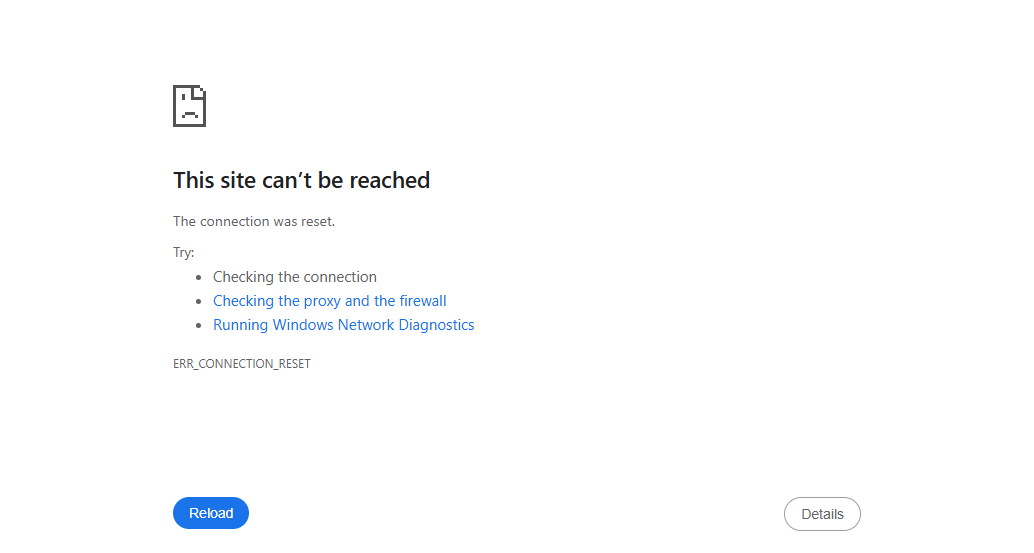 This site can’t be reached
The connection was reset.
Try:
Checking the connection
Checking the proxy and the firewall
Running Windows Network Diagnostics
ERR_CONNECTION_RESET
Reload
Details